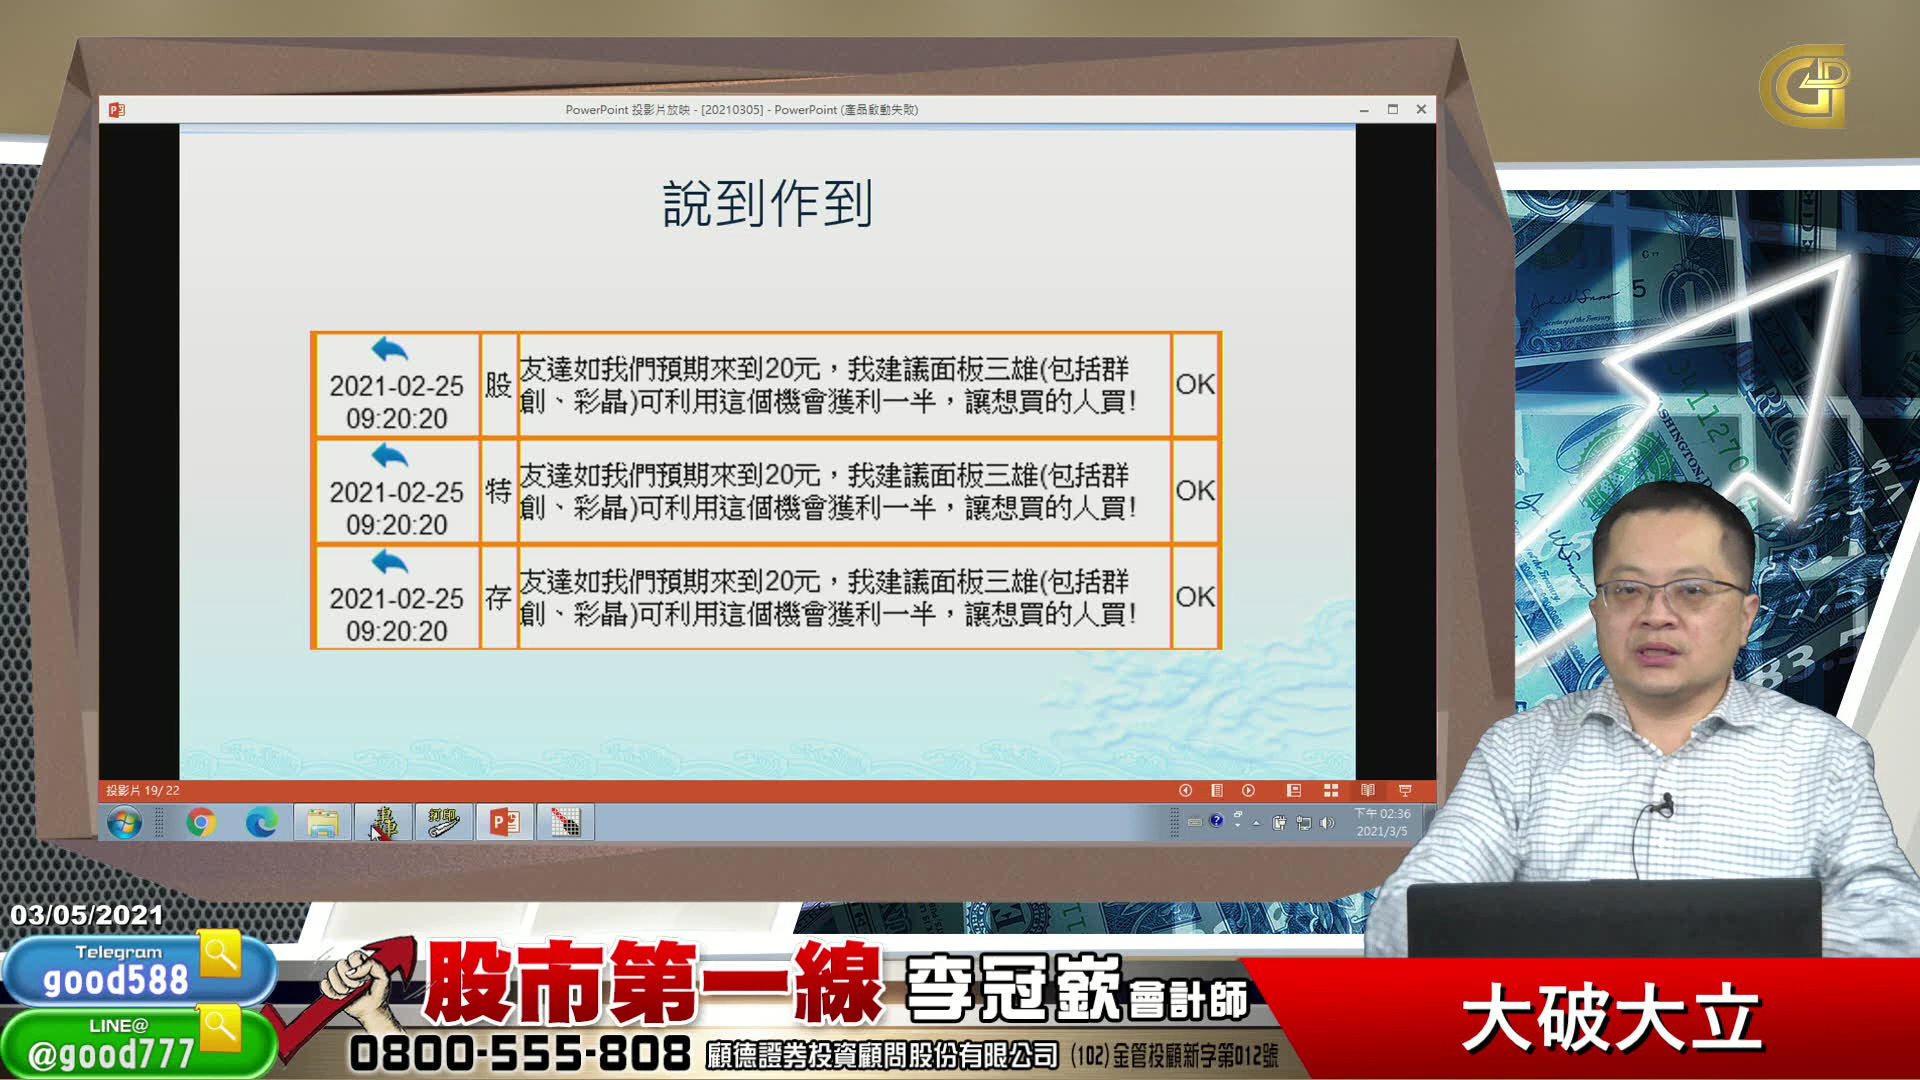 PowerPoint 投影片放映 - [20210305] - PowerPoint (產品啟動失敗)
說到作到
2021-02-25
09:20:20
股
友達如我們預期來到20元，我建議面板三雄(包括群
創、彩晶)可利用這個機會獲利一半，讓想買的人買!
OK
2021-02-25
09:20:20
特
友達如我們預期來到20元，我建議面板三雄(包括群
創、彩晶)可利用這個機會獲利一半，讓想買的人買!
OK
2021-02-25
09:20:20
存
友達如我們預期來到20元，我建議面板三雄(包括群
創、彩晶)可利用這個機會獲利一半，讓想買的人買!
OK
投影片 19/ 22
打印
下午 02:36
2021/3/5
03/05/2021
Telegram
good588
LINE@
@good777
股市第一線 李冠嶔會計師
0800-555-808 顧德證券投資顧問股份有限公司 (102)金管投顧新字第012號
大破大立